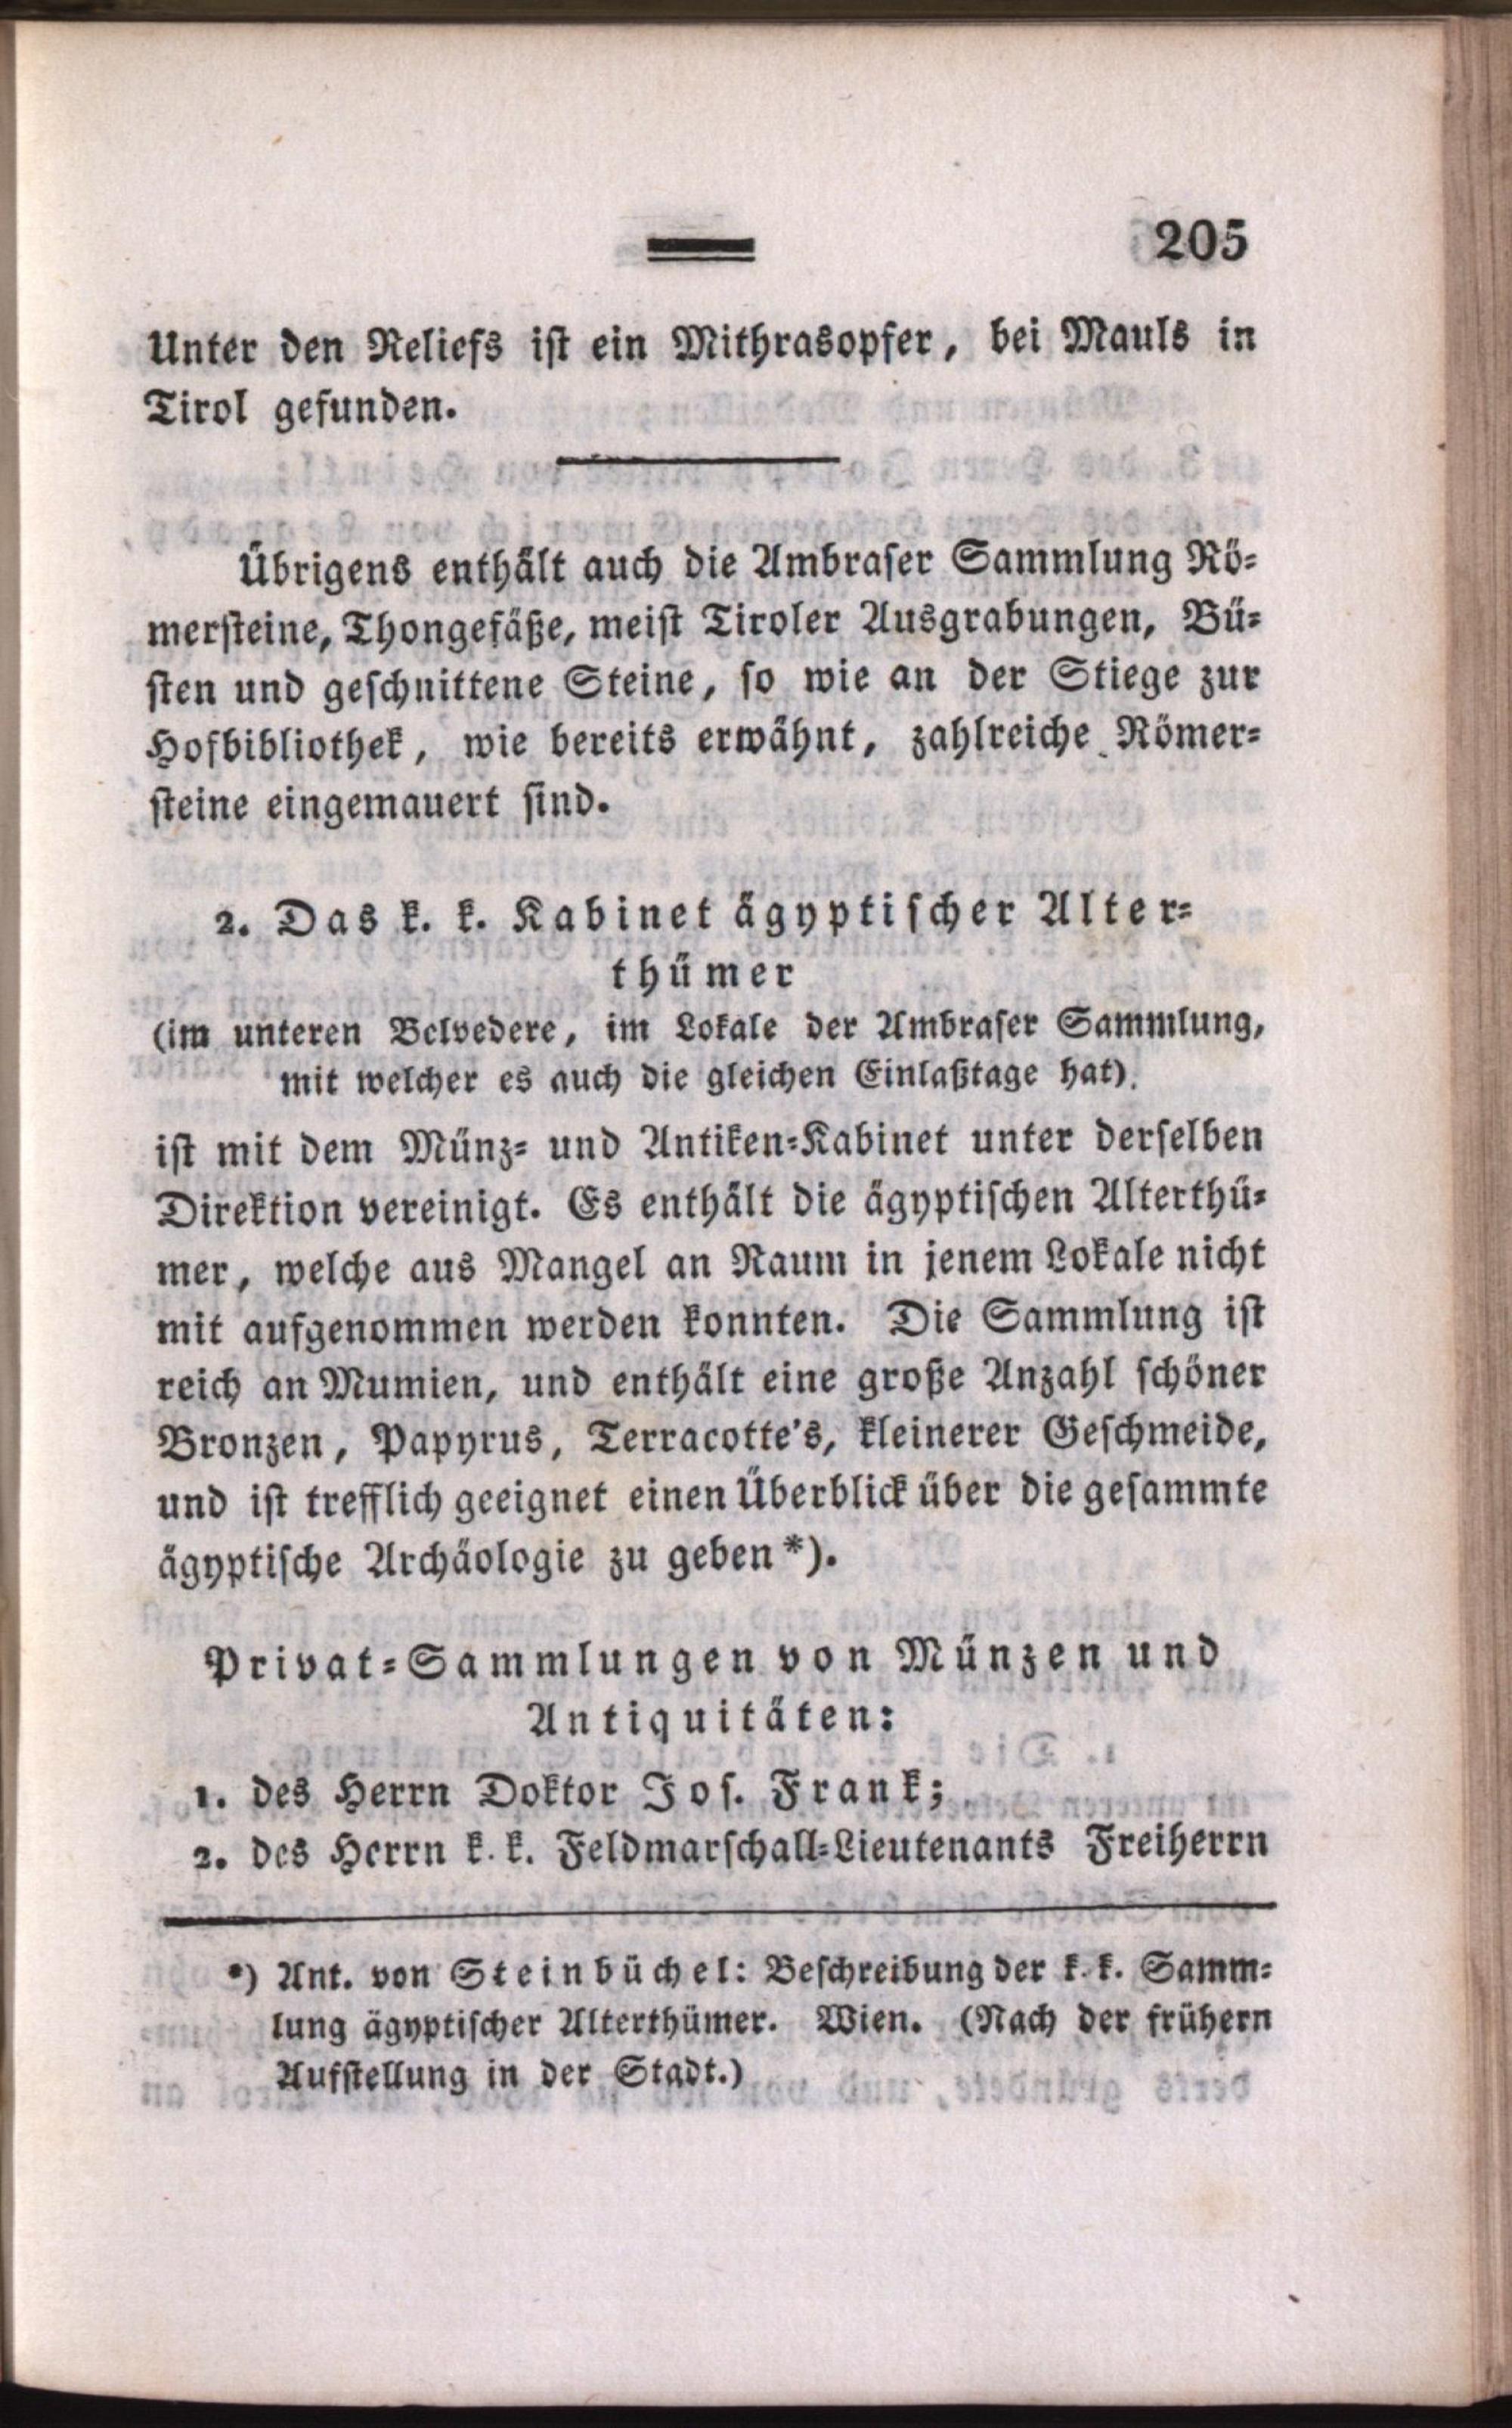 205
Unter den Reliefs ist ein Mithrasopfer, bei Mauls in
Tirol gefunden.
Übrigens enthält auch die Ambraser Sammlung Rö=
mersteine, Thongefäße, meist Tiroler Ausgrabungen, Bü=
sten und geschnittene Steine, so wie an der Stiege zur
Hofbibliothek, wie bereits erwähnt, zahlreiche Römer=
steine eingemauert sind.
2. Das k. k. Kabinet ägyptischer Alter=
thümer
(im unteren Belvedere, im Lokale der Ambraser Sammlung,
mit welcher es auch die gleichen Einlaßtage hat).
ist mit dem Münz= und Antiken=Kabinet unter derselben
Direktion vereinigt. Es enthält die ägyptischen Alterthü=
mer, welche aus Mangel an Raum in jenem Lokale nicht
mit aufgenommen werden konnten. Die Sammlung ist
reich an Mumien, und enthält eine große Anzahl schöner
Bronzen, Papyrus, Terracotte's, kleinerer Geschmeide,
und ist trefflich geeignet einen Überblick über die gesammte
ägyptische Archäologie zu geben *).
Privat=Sammlungen von Münzen und
Antiquitäten:
1. des Herrn Doktor Jos. Frank;
2. des Herrn k. k. Feldmarschall=Lieutenants Freiherrn
*) Ant. von Steinbüchel: Beschreibung der k. k. Samm=
lung ägyptischer Alterthümer. Wien. (Nach der frühern
Aufstellung in der Stadt.)